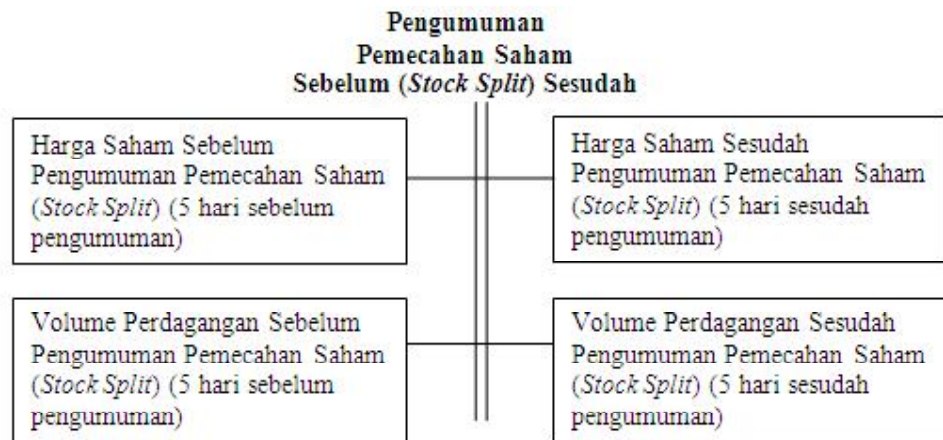 Pengumuman
Pemecahan Saham
Sebelum (Stock Split) Sesudah
Harga Saham Sebelum
Pengumuman Pemecahan Saham
(Stock Split) (5 hari sebelum
pengumuman)
Harga Saham Sesudah
Pengumuman Pemecahan Saham
(Stock Split) (5 hari sesudah
pengumuman)
Volume Perdagangan Sebelum
Pengumuman Pemecahan Saham
(Stock Split) (5 hari sebelum
pengumuman)
Volume Perdagangan Sesudah
Pengumuman Pemecahan Saham
(Stock Split) (5 hari sesudah
pengumuman)